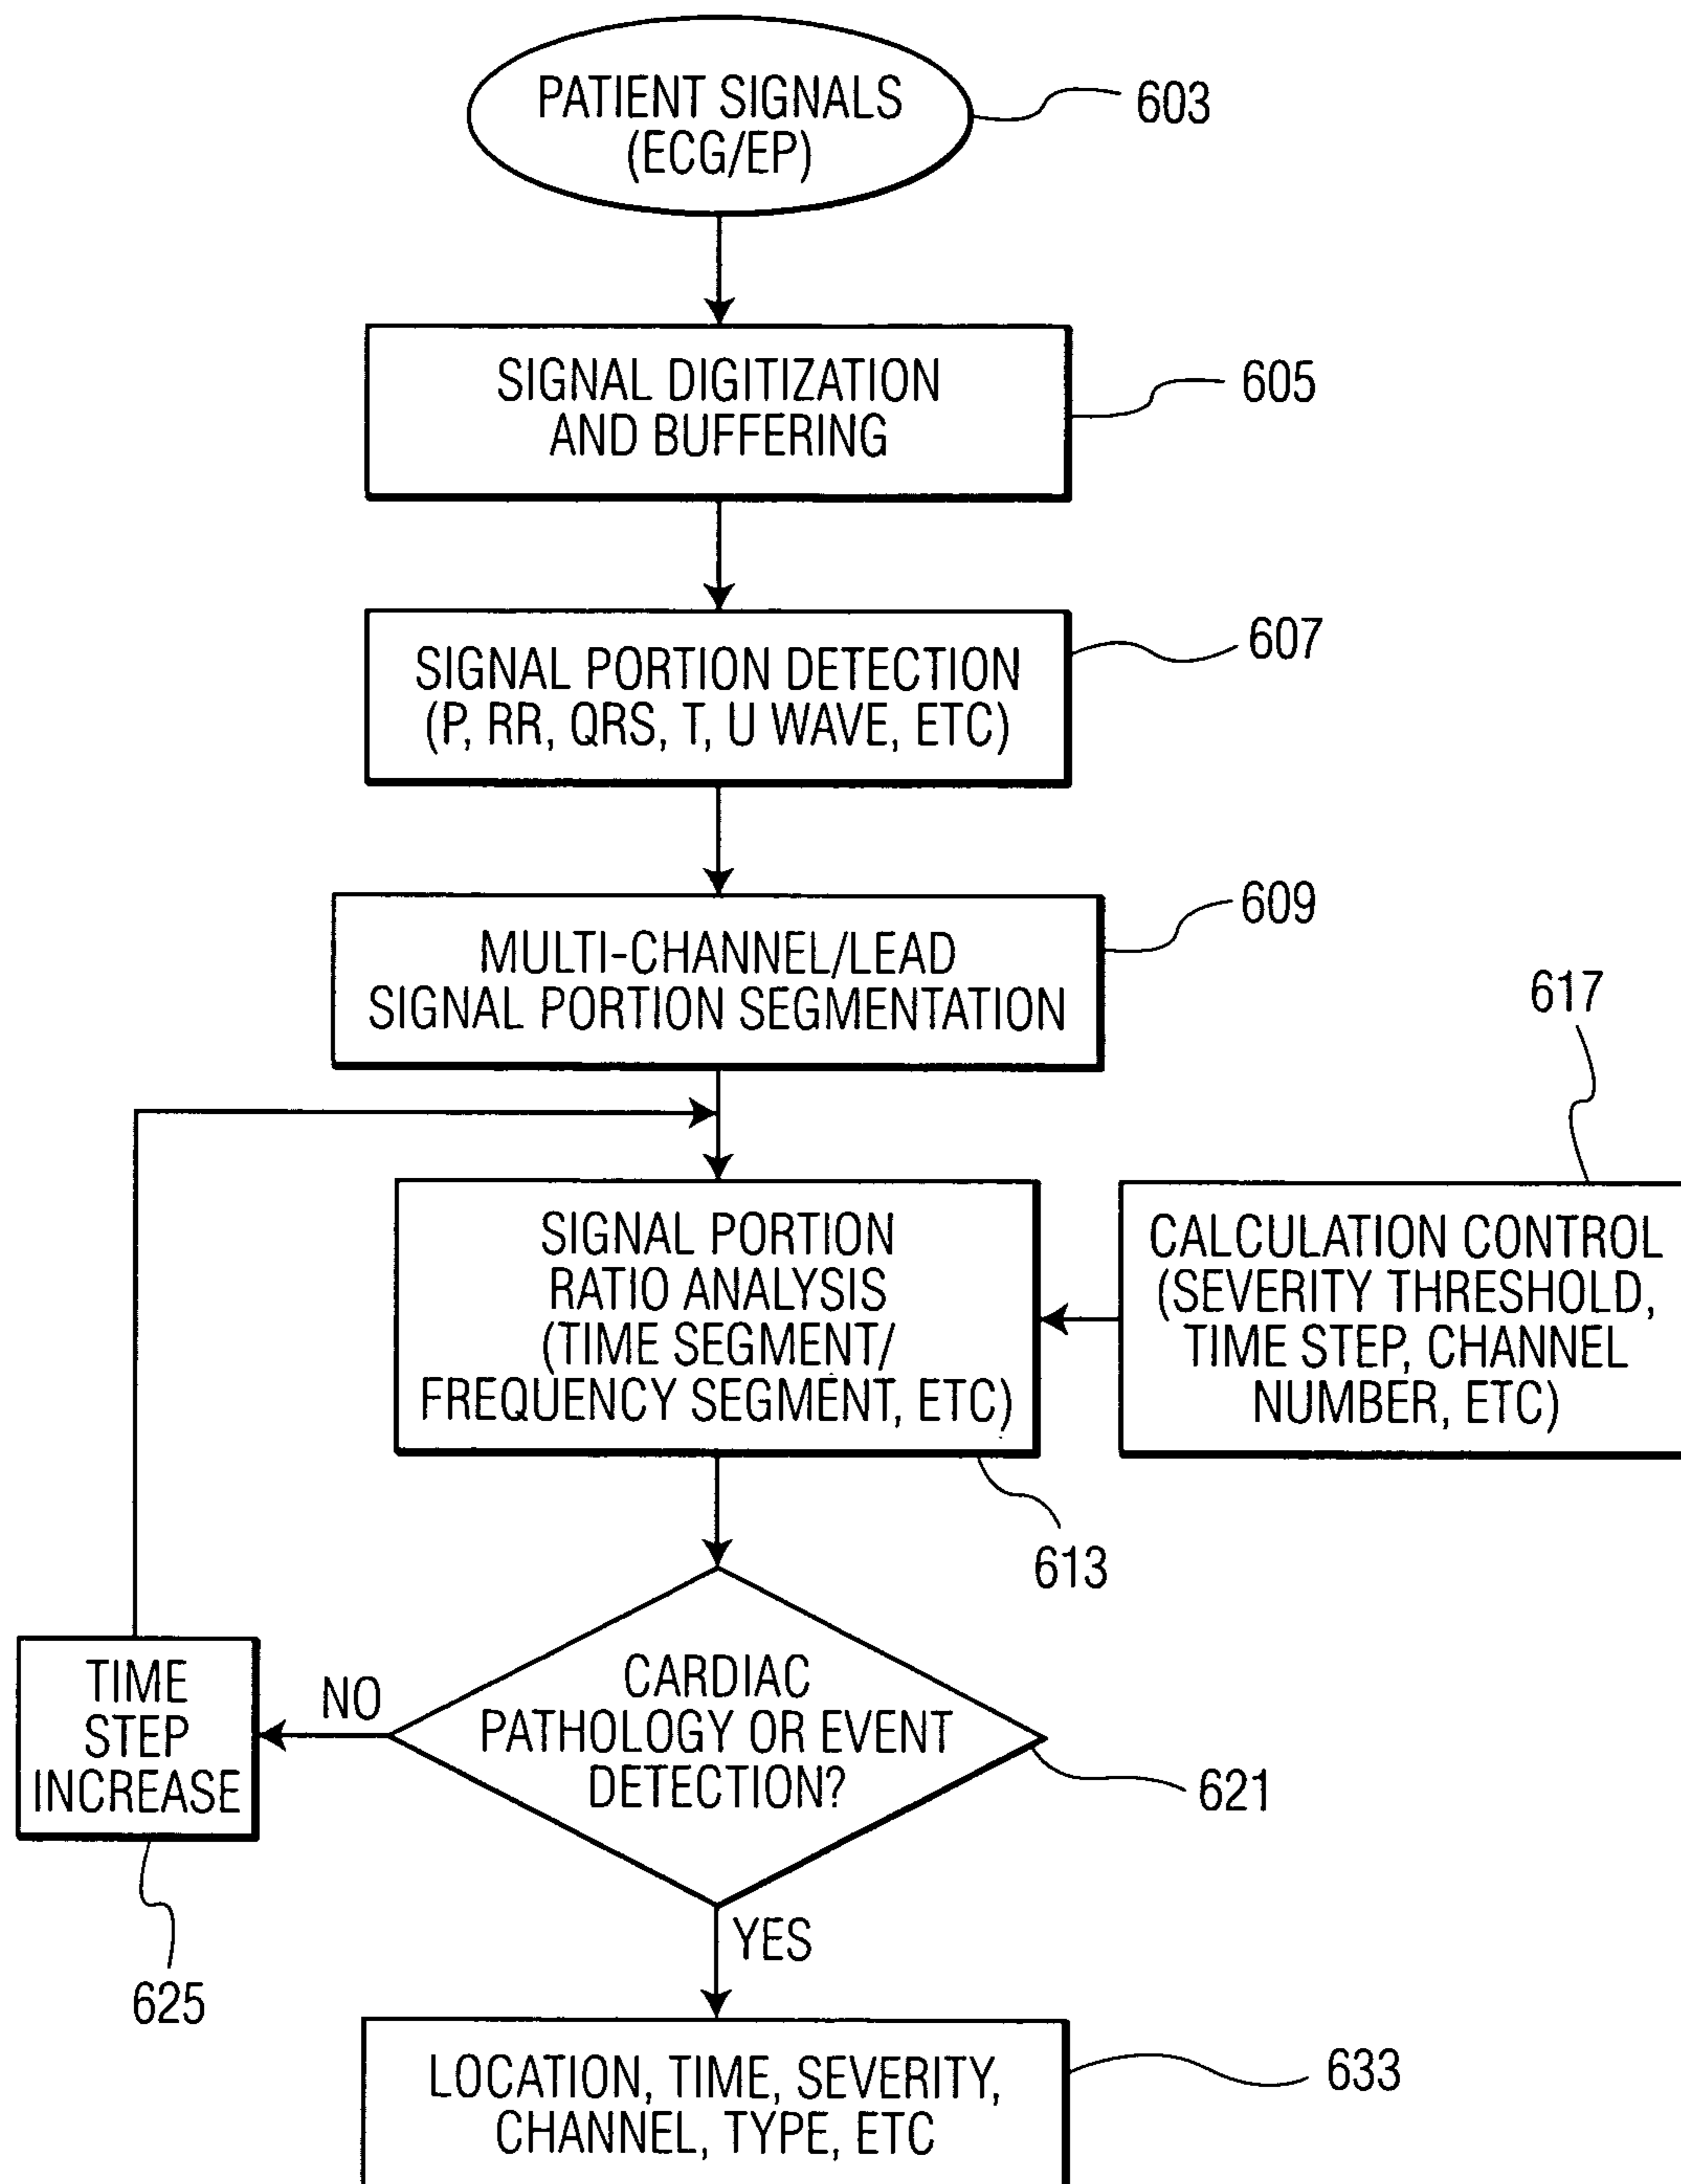 PATIENT SIGNALS
(ECG/EP)
603
SIGNAL DIGITIZATION
AND BUFFERING
605
SIGNAL PORTION DETECTION
(P, RR, QRS, T, U WAVE, ETC)
607
MULTI-CHANNEL/LEAD
SIGNAL PORTION SEGMENTATION
609
617
SIGNAL PORTION
RATIO ANALYSIS
(TIME SEGMENT/
FREQUENCY SEGMENT, ETC)
613
CALCULATION CONTROL
(SEVERITY THRESHOLD,
TIME STEP, CHANNEL
NUMBER, ETC)
CARDIAC
PATHOLOGY OR EVENT
DETECTION?
621
NO
TIME
STEP
INCREASE
625
YES
LOCATION, TIME, SEVERITY,
CHANNEL, TYPE, ETC
633